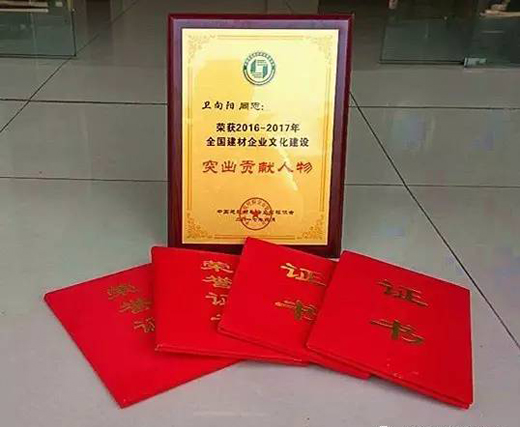 卫向阳 同志：
荣获2016-2017年
全国建材企业文化建设
突出贡献人物
荣誉证
荣誉证书
证书
证书